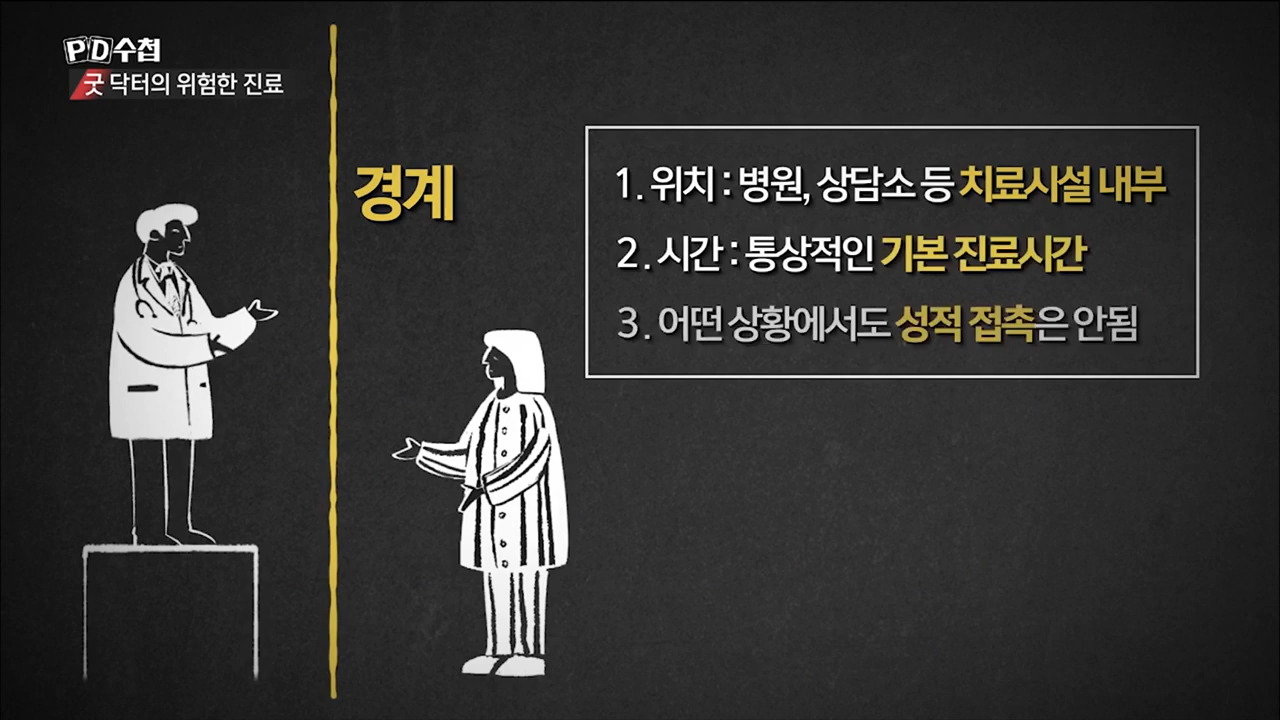 PD수첩
굿 닥터의 위험한 진료
경계
1. 위치 : 병원, 상담소 등 치료시설 내부
2. 시간 : 통상적인 기본 진료시간
3. 어떤 상황에서도 성적 접촉은 안됨